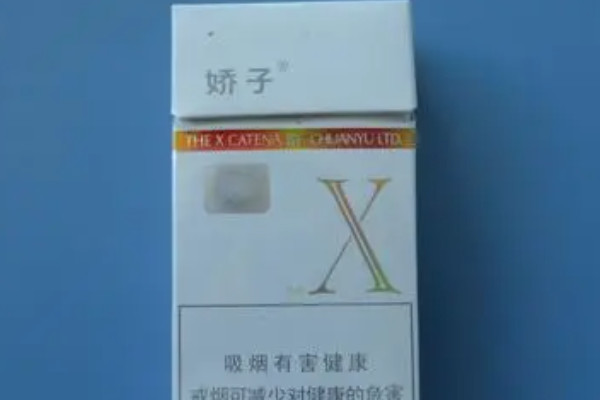 娇子®
THE X CATENA
CHUANYU LTD.
X
吸烟有害健康
戒烟可减少对健康的危害